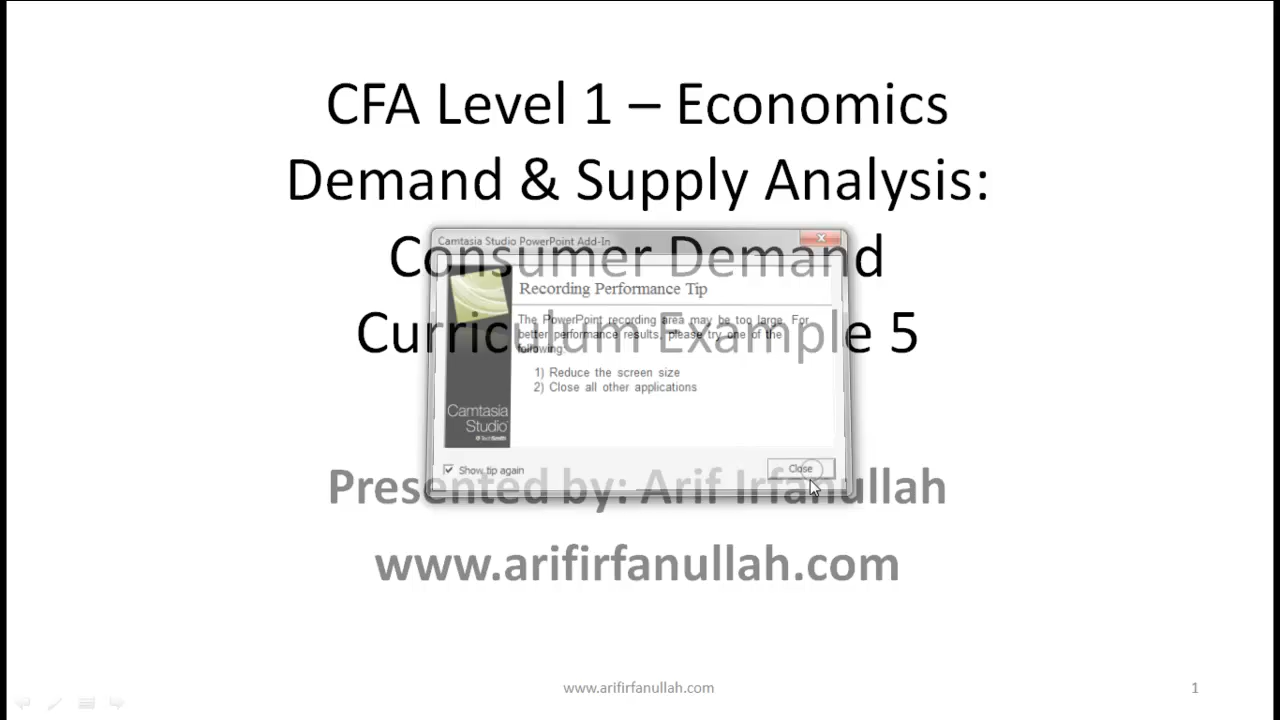 CFA Level 1 – Economics
Demand & Supply Analysis:
Consumer Demand
Curriculum Example 5
Camtasia Studio PowerPoint Add-In
Recording Performance Tip
The PowerPoint recording area may be too large. For
better performance results, please try one of the
following:
1) Reduce the screen size
2) Close all other applications
Camtasia
Studio
TechSmith
Show tip again
Close
Presented by: Arif Irfanullah
www.arifirfanullah.com
www.arifirfanullah.com
1